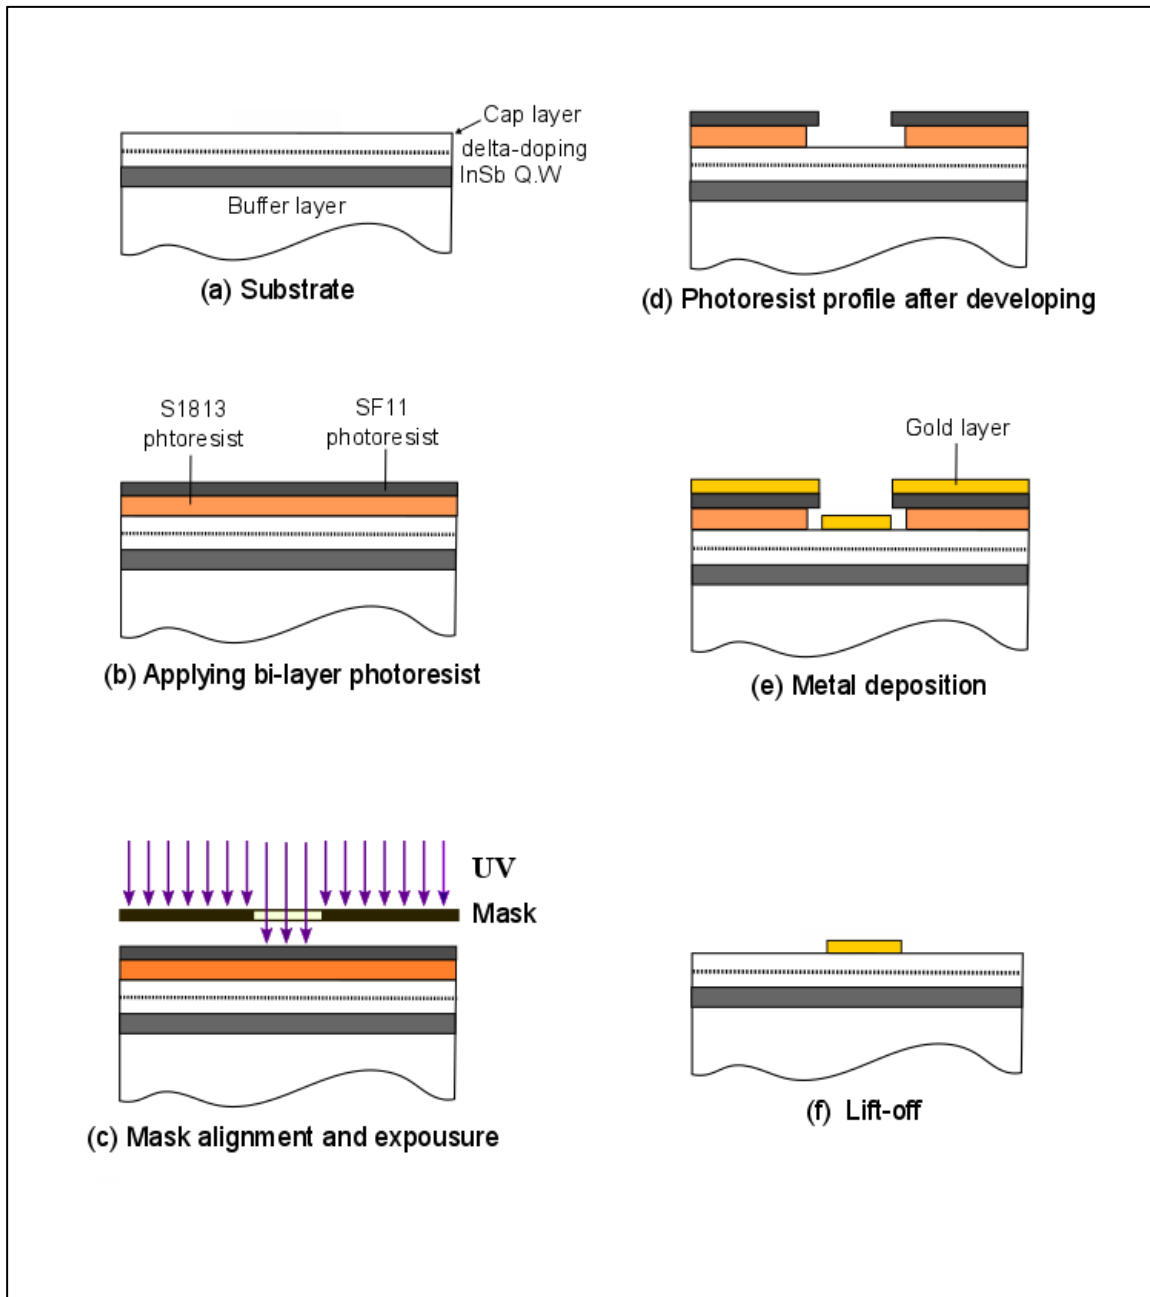 Cap layer
delta-doping
InSb Q.W
Buffer layer
(a) Substrate
S1813
phtoresist
SF11
photoresist
(b) Applying bi-layer photoresist
UV
Mask
(c) Mask alignment and expousure
(d) Photoresist profile after developing
Gold layer
(e) Metal deposition
(f) Lift-off